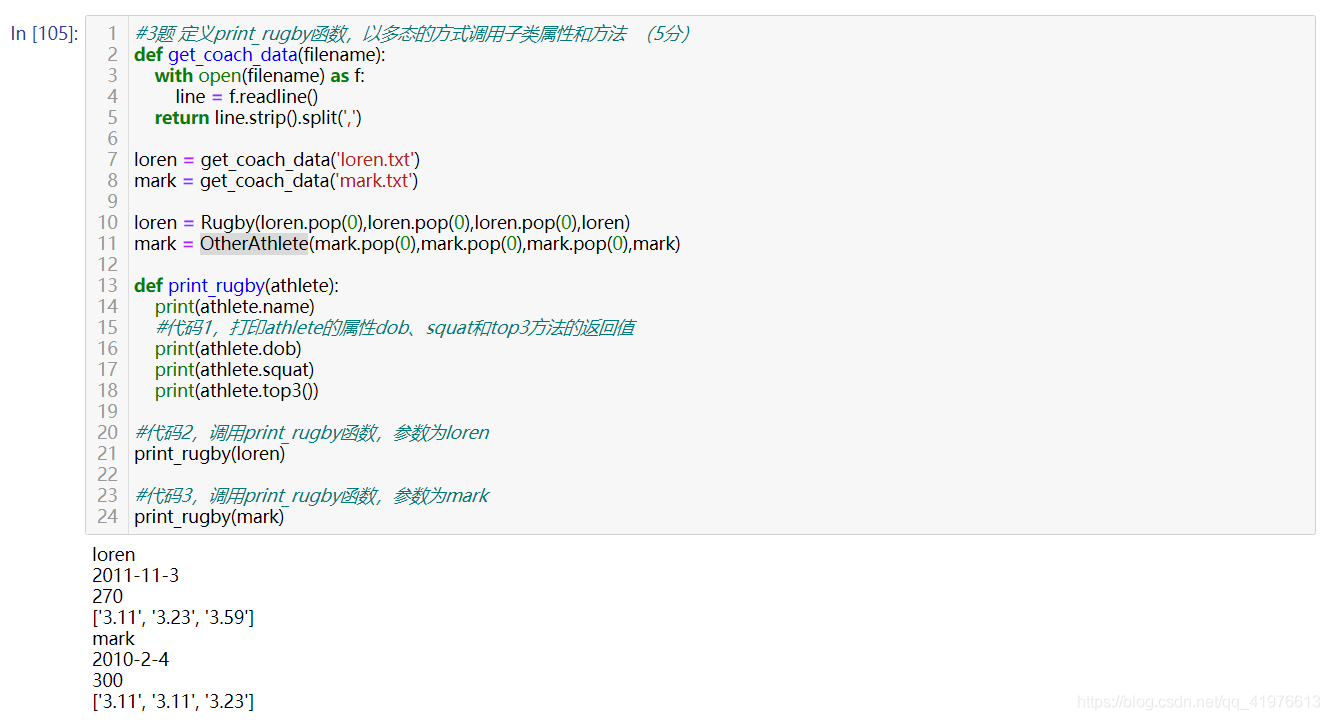 In [105]:
1 #3题 定义print_rugby函数，以多态的方式调用子类属性和方法 （5分）
2 def get_coach_data(filename):
3     with open(filename) as f:
4         line = f.readline()
5     return line.strip().split(',')
6
7 loren = get_coach_data('loren.txt')
8 mark = get_coach_data('mark.txt')
9
10 loren = Rugby(loren.pop(0),loren.pop(0),loren.pop(0),loren)
11 mark = OtherAthlete(mark.pop(0),mark.pop(0),mark.pop(0),mark)
12
13 def print_rugby(athlete):
14     print(athlete.name)
15     #代码1，打印athlete的属性dob、squat和top3方法的返回值
16     print(athlete.dob)
17     print(athlete.squat)
18     print(athlete.top3())
19
20 #代码2，调用print_rugby函数，参数为loren
21 print_rugby(loren)
22
23 #代码3，调用print_rugby函数，参数为mark
24 print_rugby(mark)
loren
2011-11-3
270
['3.11', '3.23', '3.59']
mark
2010-2-4
300
['3.11', '3.11', '3.23']
https://blog.csdn.net/qq_41976613